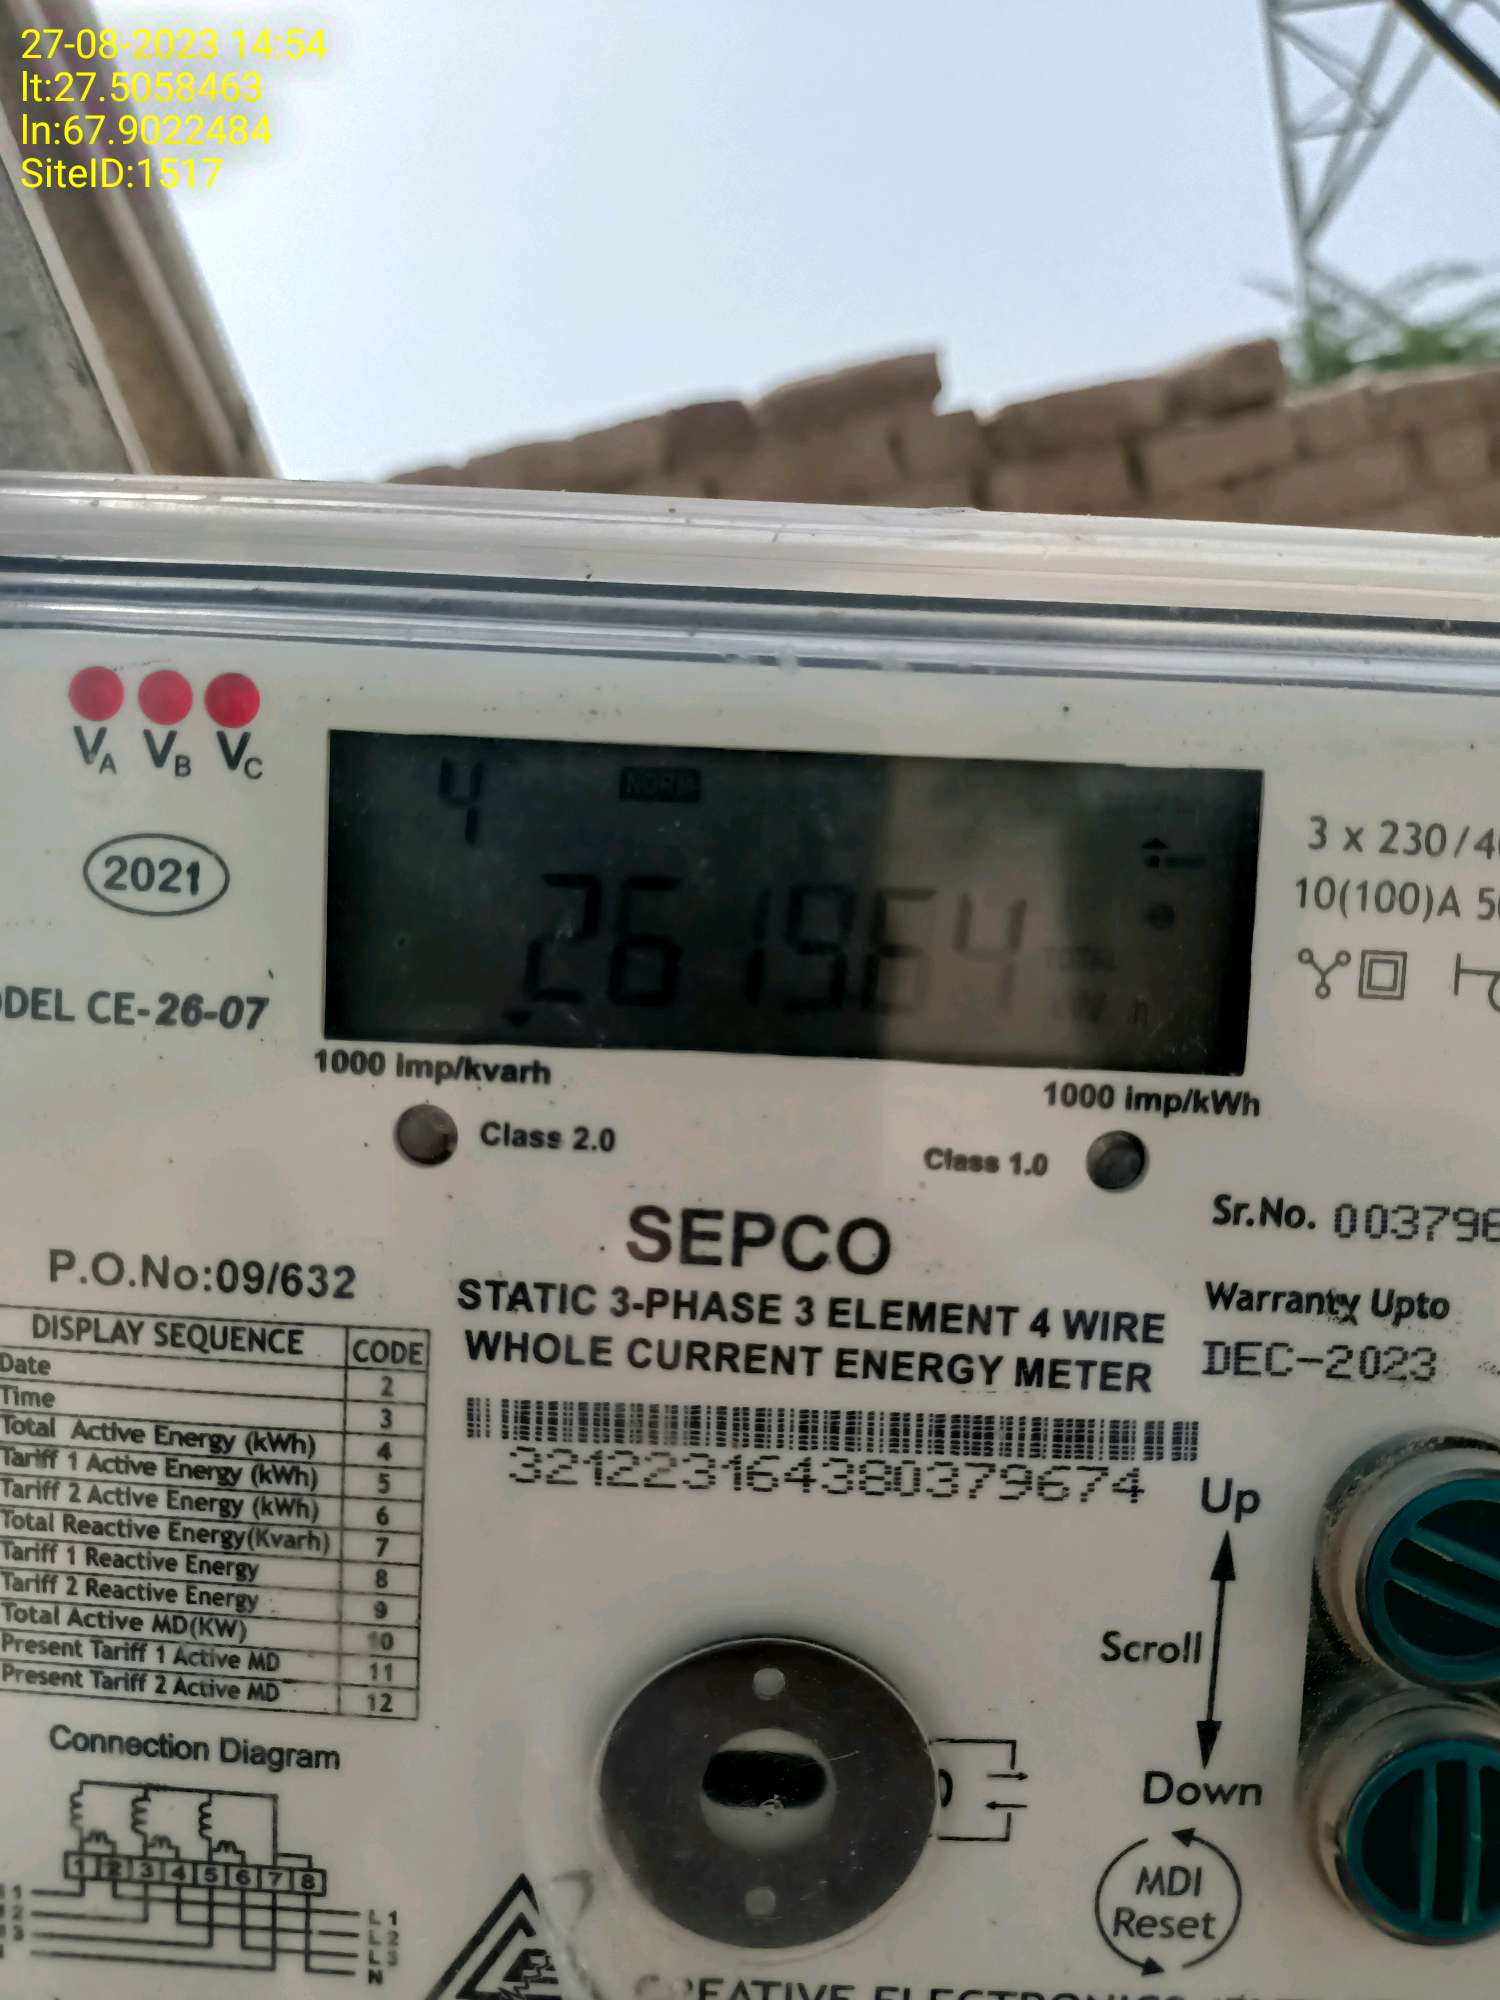 27-08-2023 14:54
lt:27.5058463
ln:67.9022484
SiteID:1517
VA VB VC
2021
4 NORM
TOTAL
3 x 230/4
10(100)A 5
DEL CE-26-07
1000 imp/kvarh
1000 imp/kWh
Class 2.0
Class 1.0
Sr.No. 003796
SEPCO
P.O.No:09/632
STATIC 3-PHASE 3 ELEMENT 4 WIRE
WHOLE CURRENT ENERGY METER
Warranty Upto
DEC-2023
DISPLAY SEQUENCE CODE
Date 2
Time 3
Total Active Energy (kWh) 4
Tariff 1 Active Energy (kWh) 5
Tariff 2 Active Energy (kWh) 6
Total Reactive Energy(Kvarh) 7
Tariff 1 Reactive Energy 8
Tariff 2 Reactive Energy 9
Total Active MD(KW) 10
Present Tariff 1 Active MD 11
Present Tariff 2 Active MD 12
321223164380379674
Up
Scroll
Down
MDI
Reset
Connection Diagram
1 2 3 4 5 6 7 8
L1
L2
L3
N
CREATIVE ELECTRONICS